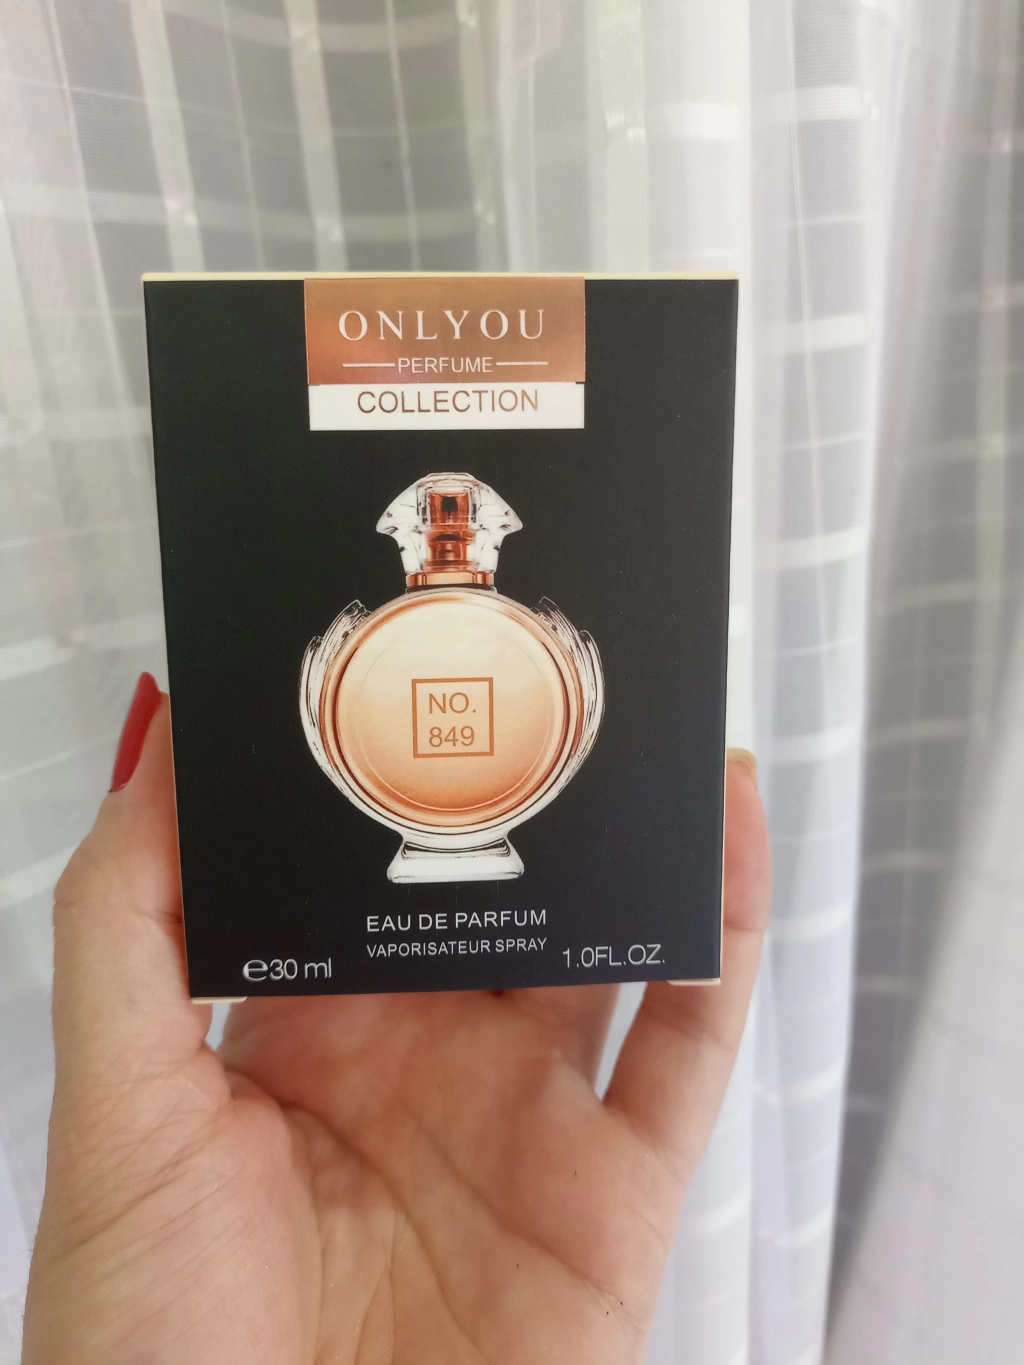 ONLYOU
PERFUME
COLLECTION
NO.
849
EAU DE PARFUM
VAPORISATEUR SPRAY
℮30 ml
1.0FL.OZ.